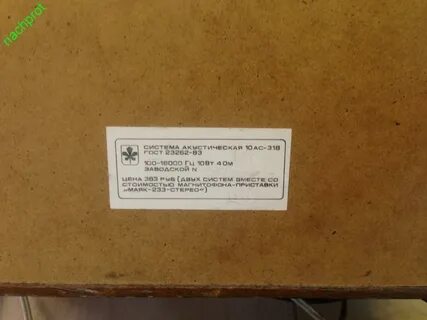 nachprot
СИСТЕМА АКУСТИЧЕСКАЯ 10АС-318
ГОСТ 23262-83
100-16000 ГЦ 10ВТ 4 ОМ
ЗАВОДСКОЙ N
ЦЕНА 383 РУБ (ДВУХ СИСТЕМ ВМЕСТЕ СО
СТОИМОСТЬЮ МАГНИТОФОНА-ПРИСТАВКИ
„МАЯК-233-СТЕРЕО“)